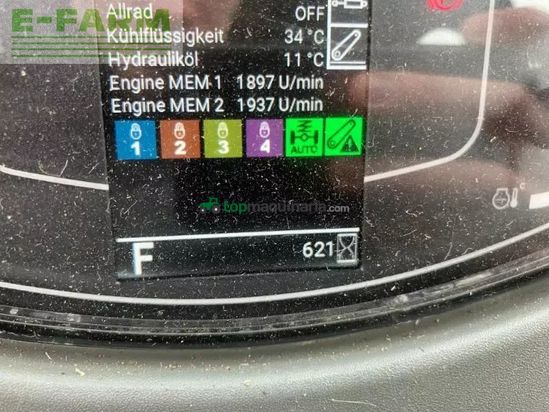 E-FARM
Allrad OFF
Kühlflüssigkeit 34 °C
Hydrauliköl 11 °C
Engine MEM 1 1897 U/min
Engine MEM 2 1937 U/min
1 2 3 4 AUTO
topmaquinaria.com
F 621